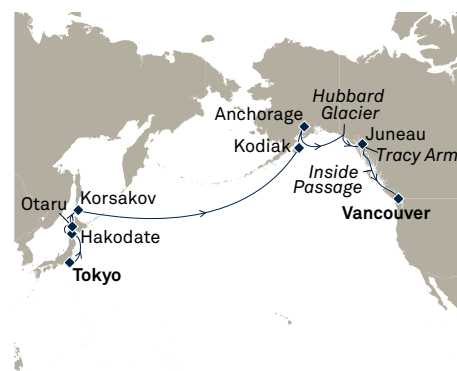 Hubbard
Glacier
Anchorage
Juneau
Kodiak
Tracy Arm
Inside
Passage
Otaru
Korsakov
Vancouver
Hakodate
Tokyo